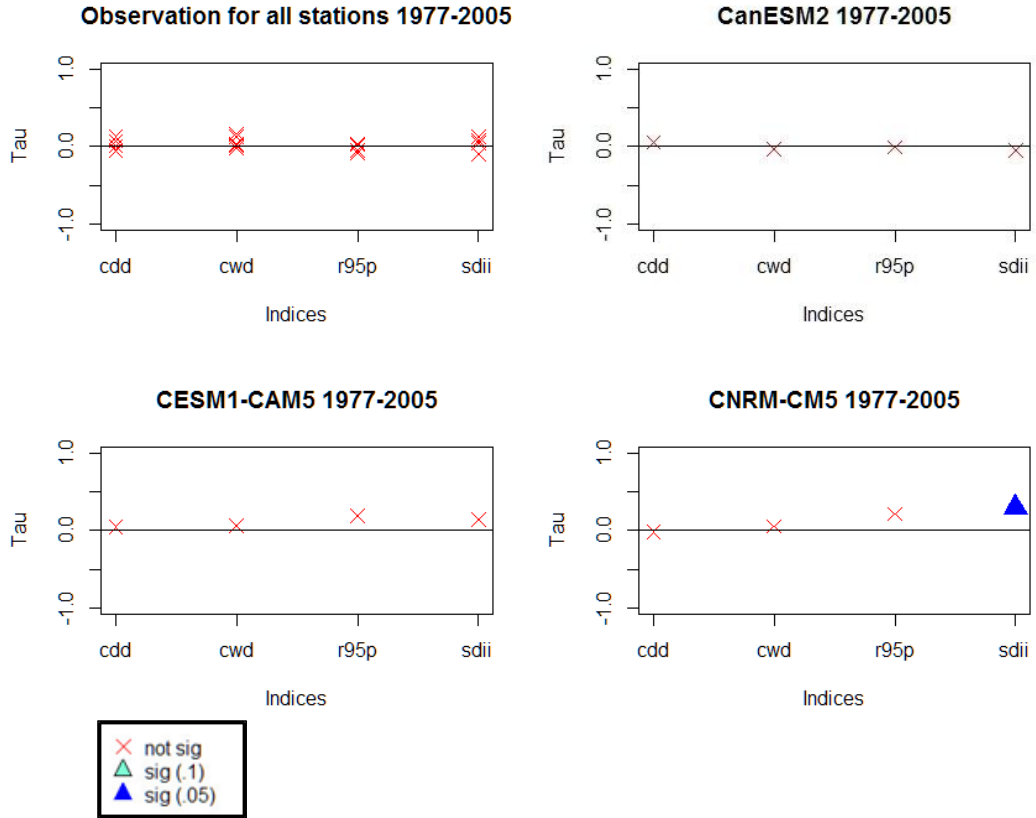 Observation for all stations 1977-2005
1.0
0.0
-1.0
Tau
cdd cwd r95p sdii
Indices
CanESM2 1977-2005
1.0
0.0
-1.0
Tau
cdd cwd r95p sdii
Indices
CESM1-CAM5 1977-2005
1.0
0.0
-1.0
Tau
cdd cwd r95p sdii
Indices
CNRM-CM5 1977-2005
1.0
0.0
-1.0
Tau
cdd cwd r95p sdii
Indices
not sig
sig (.1)
sig (.05)